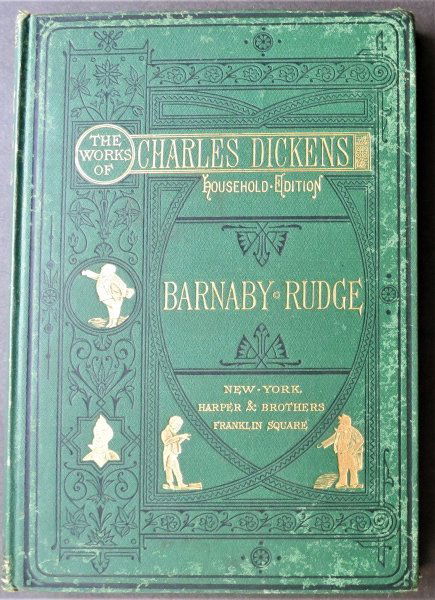 THE WORKS OF
CHARLES DICKENS
HOUSEHOLD · EDITION
BARNABY RUDGE
NEW-YORK,
HARPER & BROTHERS
FRANKLIN SQUARE